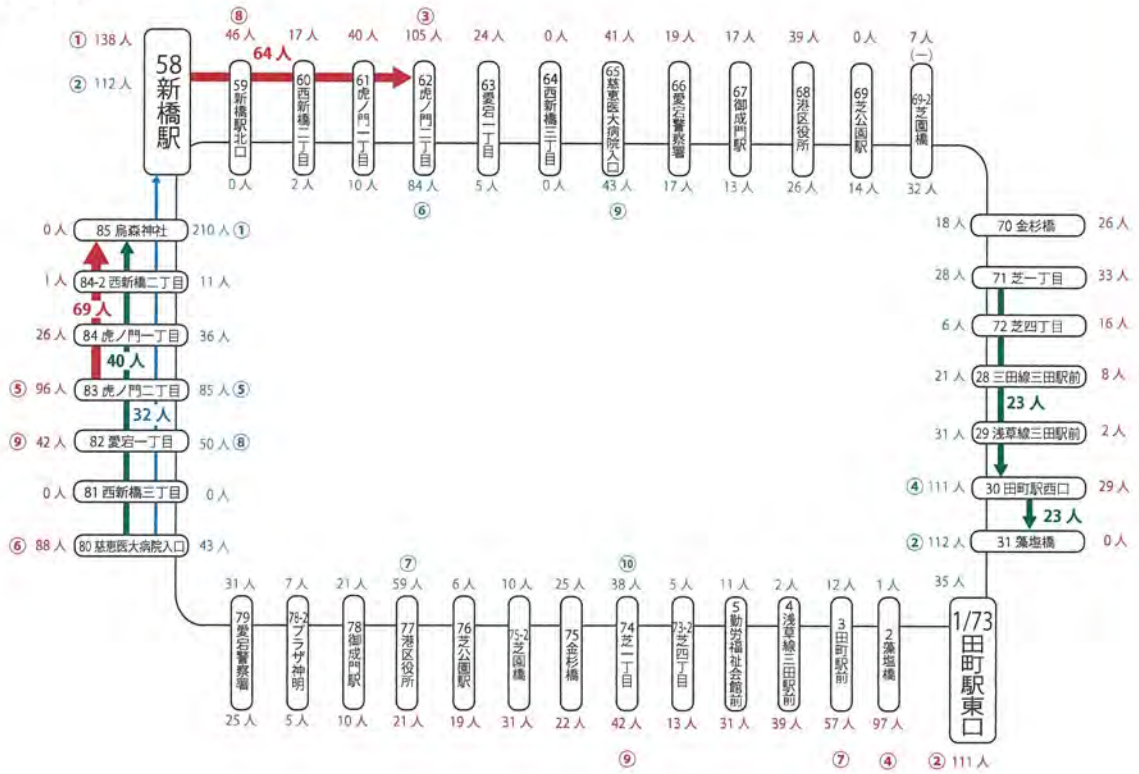 ⑧ ③
① 138人 46人 17人 40人 105人 24人 0人 41人 19人 17人 39人 0人 7人
(一)
64人
② 112人
58 新橋駅
59 新橋駅北口
60 西新橋二丁目
61 虎ノ門一丁目
62 虎ノ門二丁目
63 愛宕一丁目
64 西新橋三丁目
65 慈恵医大病院入口
66 愛宕警察署
67 御成門駅
68 港区役所
69 芝公園駅
69-2 芝園橋
0人 2人 10人 84人 5人 0人 43人 17人 13人 26人 14人 32人
⑥ ⑨
0人 85 烏森神社 210人 ①
1人 84-2 西新橋二丁目 11人
69人
26人 84 虎ノ門一丁目 36人
40人
⑤ 96人 83 虎ノ門二丁目 85人 ⑤
32人
⑨ 42人 82 愛宕一丁目 50人 ⑧
0人 81 西新橋三丁目 0人
⑥ 88人 80 慈恵医大病院入口 43人
18人 70 金杉橋 26人
28人 71 芝一丁目 33人
6人 72 芝四丁目 16人
21人 28 三田線三田駅前 8人
23人
31人 29 浅草線三田駅前 2人
④ 111人 30 田町駅西口 29人
23人
② 112人 31 藻塩橋 0人
⑦ ⑩
31人 7人 21人 59人 6人 10人 25人 38人 5人 11人 2人 12人 1人 35人
79 愛宕警察署
78-2 プラザ神明
78 御成門駅
77 港区役所
76 芝公園駅
75-2 芝園橋
75 金杉橋
74 芝一丁目
73-2 芝四丁目
5 勤労福祉会館前
4 浅草線三田駅前
3 田町駅前
2 藻塩橋
1/73 田町駅東口
25人 5人 10人 21人 19人 31人 22人 42人 13人 31人 39人 57人 97人
⑨ ⑦ ④ ② 111人